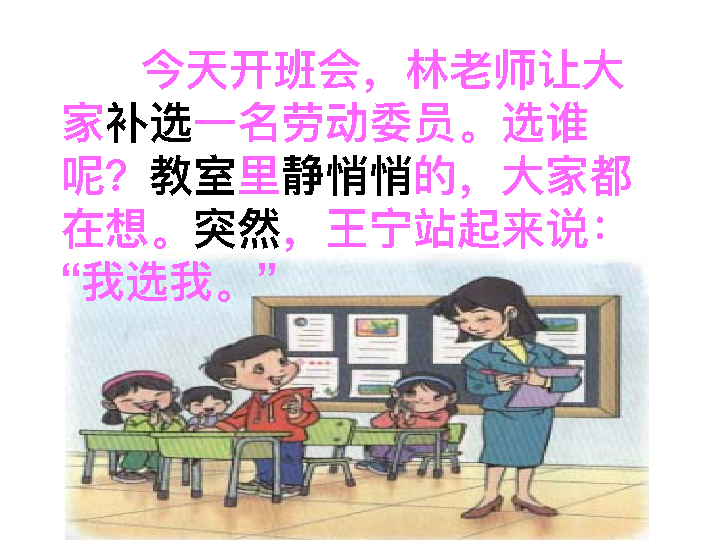 今天开班会，林老师让大
家补选一名劳动委员。选谁
呢？教室里静悄悄的，大家都
在想。突然，王宁站起来说：
“我选我。”